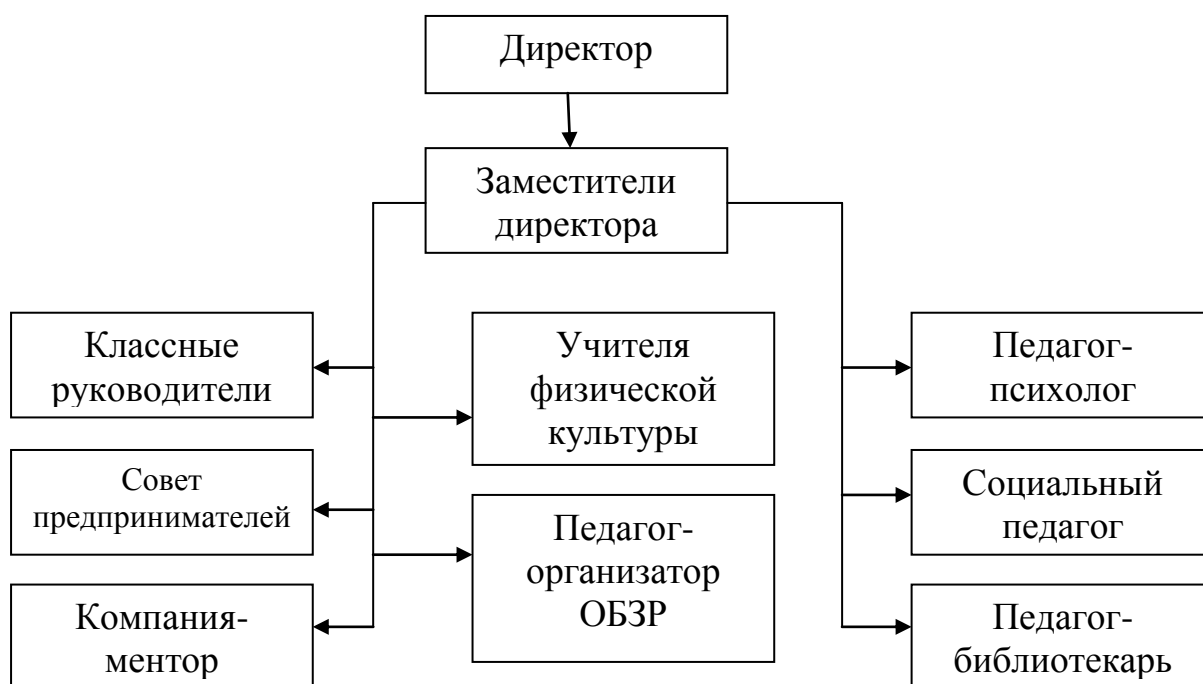 Директор
Заместители
директора
Классные
руководители
Учителя
физической
культуры
Педагог-
психолог
Совет
предпринимателей
Педагог-
организатор
ОБЗР
Социальный
педагог
Компания-
ментор
Педагог-
библиотекарь